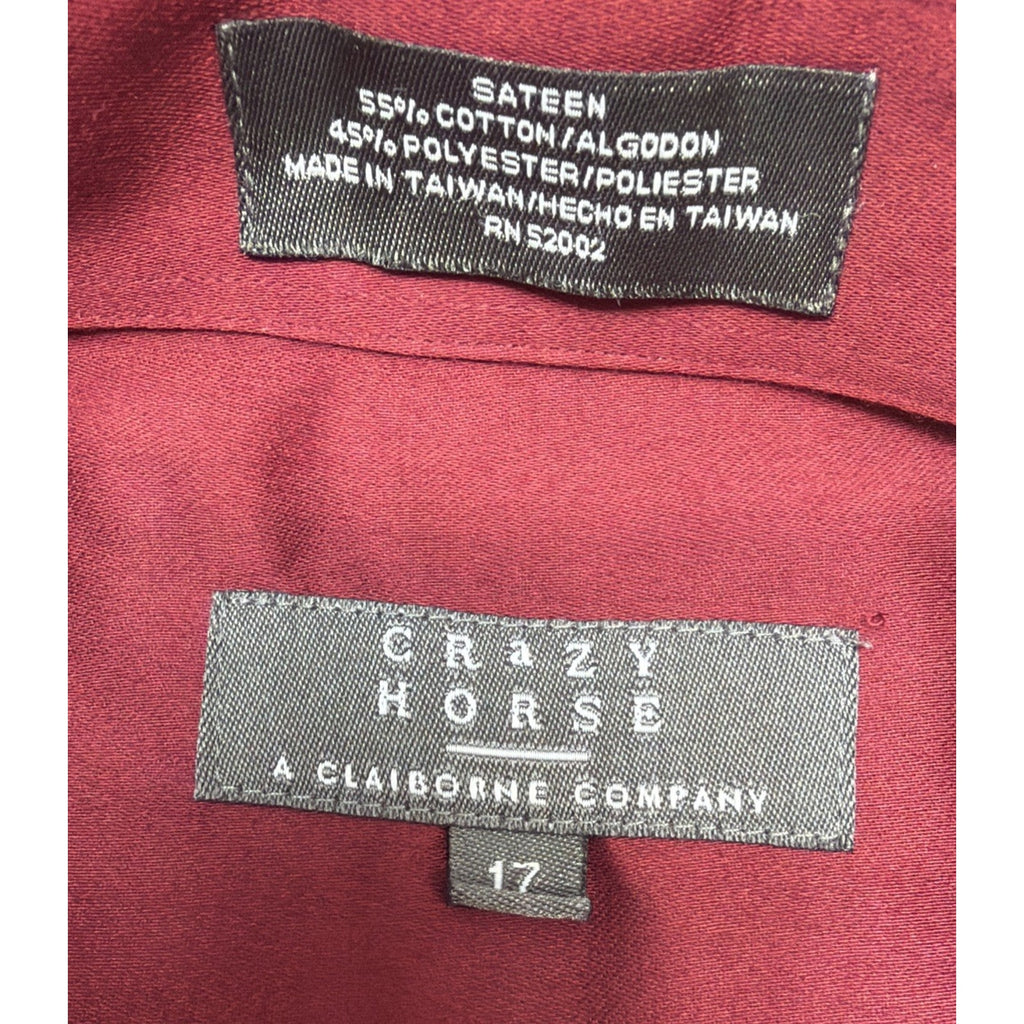 SATEEN
55% COTTON/ALGODON
45% POLYESTER/POLIESTER
MADE IN TAIWAN/HECHO EN TAIWAN
RN 52002
CRaZY
HORSE
A CLAIBORNE COMPANY
17